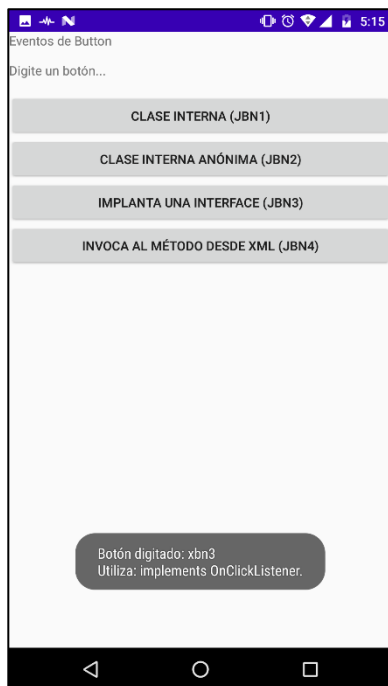 5:15
Eventos de Button
Digite un botón...
CLASE INTERNA (JBN1)
CLASE INTERNA ANÓNIMA (JBN2)
IMPLANTA UNA INTERFACE (JBN3)
INVOCA AL MÉTODO DESDE XML (JBN4)
Botón digitado: xbn3
Utiliza: implements OnClickListener.